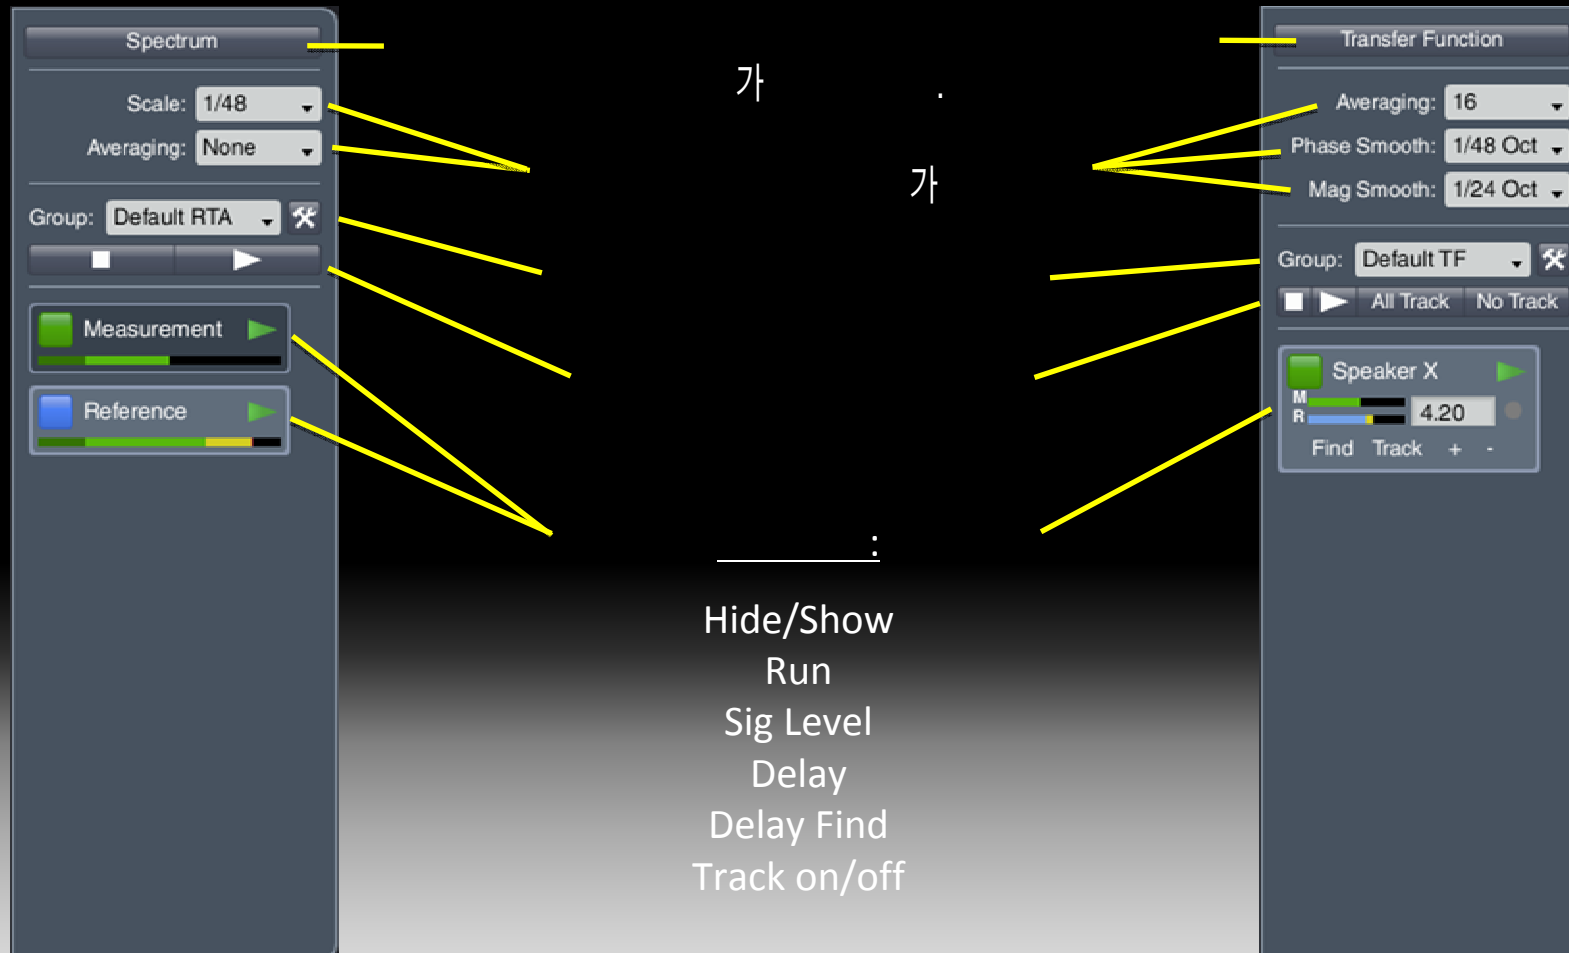 Spectrum
Scale: 1/48
Averaging: None
Group: Default RTA
Measurement
Reference
가 .
가
:
Hide/Show
Run
Sig Level
Delay
Delay Find
Track on/off
Transfer Function
Averaging: 16
Phase Smooth: 1/48 Oct
Mag Smooth: 1/24 Oct
Group: Default TF
All Track No Track
Speaker X
M
R 4.20
Find Track + -